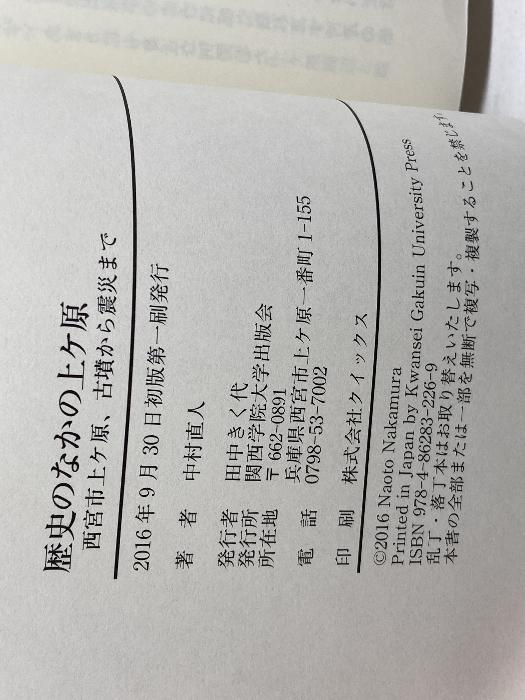 歴史のなかの上ケ原
西宮市上ケ原、古墳から震災まで
2016年9月30日初版第一刷発行
著　者　中村直人
発行者　田中きく代
発行所　関西学院大学出版会
所在地　〒662-0891
兵庫県西宮市上ケ原一番町1-155
電　話　0798-53-7002
印　刷　株式会社クイックス
©2016 Naoto Nakamura
Printed in Japan by Kwansei Gakuin University Press
ISBN 978-4-86283-226-9
乱丁・落丁本はお取り替えいたします。
本書の全部または一部を無断で複写・複製することを禁じます